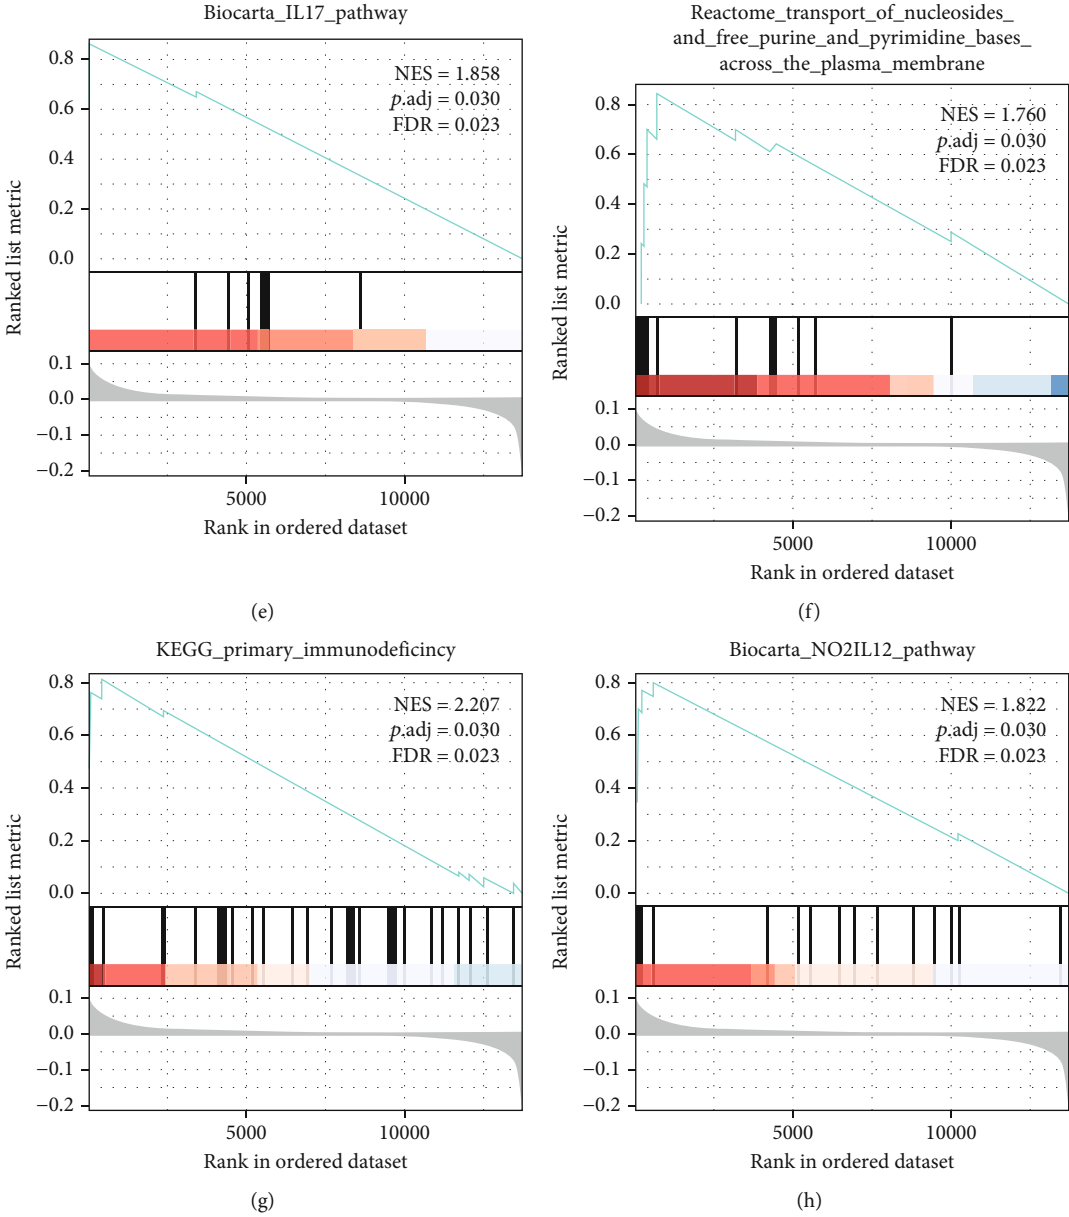 Biocarta_IL17_pathway
NES = 1.858
p.adj = 0.030
FDR = 0.023
Ranked list metric
0.8
0.6
0.4
0.2
0.0
0.1
0.0
−0.1
−0.2
5000 10000
Rank in ordered dataset
(e)
Reactome_transport_of_nucleosides_
and_free_purine_and_pyrimidine_bases_
across_the_plasma_membrane
NES = 1.760
p.adj = 0.030
FDR = 0.023
Ranked list metric
0.8
0.6
0.4
0.2
0.0
0.1
0.0
−0.1
−0.2
5000 10000
Rank in ordered dataset
(f)
KEGG_primary_immunodeficincy
NES = 2.207
p.adj = 0.030
FDR = 0.023
Ranked list metric
0.8
0.6
0.4
0.2
0.0
0.1
0.0
−0.1
−0.2
5000 10000
Rank in ordered dataset
(g)
Biocarta_NO2IL12_pathway
NES = 1.822
p.adj = 0.030
FDR = 0.023
Ranked list metric
0.8
0.6
0.4
0.2
0.0
0.1
0.0
−0.1
−0.2
5000 10000
Rank in ordered dataset
(h)